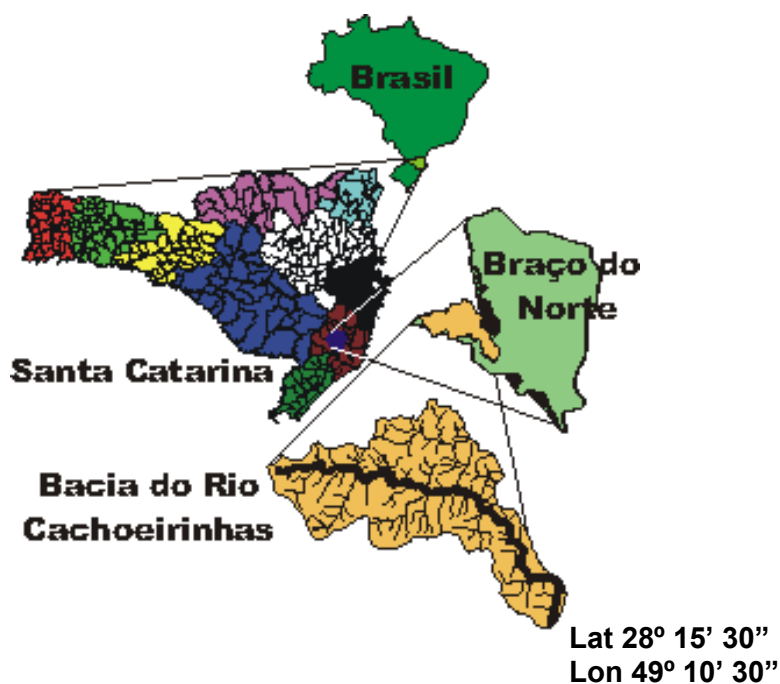 Brasil
Braço do
Norte
Santa Catarina
Bacia do Rio
Cachoeirinhas
Lat 28º 15’ 30”
Lon 49º 10’ 30”